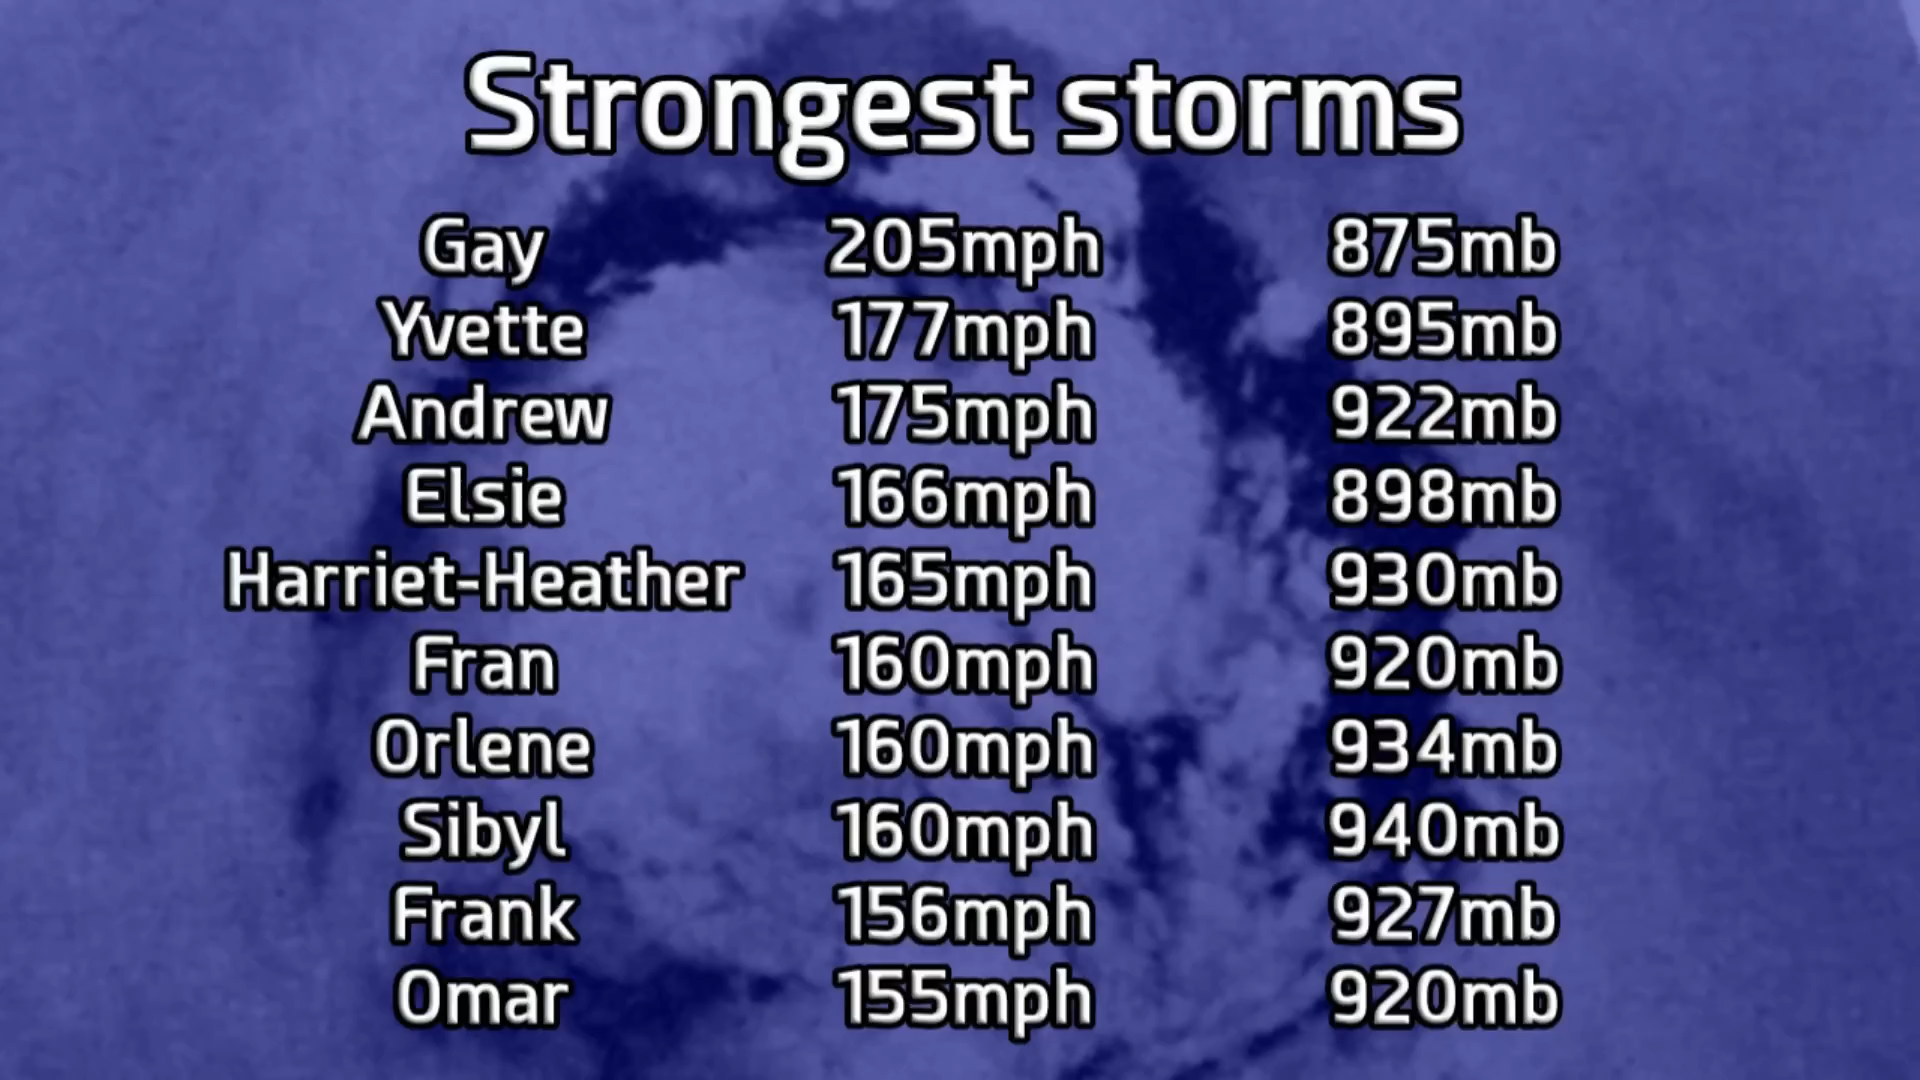 Strongest storms
Gay 205mph 875mb
Yvette 177mph 895mb
Andrew 175mph 922mb
Elsie 166mph 898mb
Harriet-Heather 165mph 930mb
Fran 160mph 920mb
Orlene 160mph 934mb
Sibyl 160mph 940mb
Frank 156mph 927mb
Omar 155mph 920mb